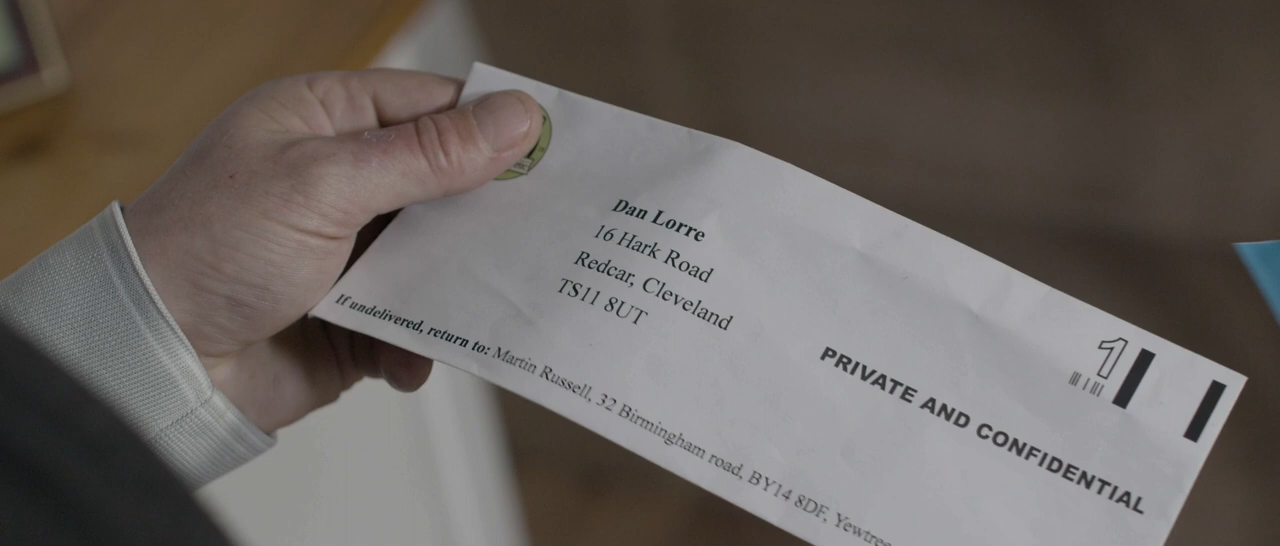 Dan Lorre
16 Hark Road
Redcar, Cleveland
TS11 8UT
If undelivered, return to: Martin Russell, 32 Birmingham road, BY14 8DF, Yewtree
PRIVATE AND CONFIDENTIAL
1